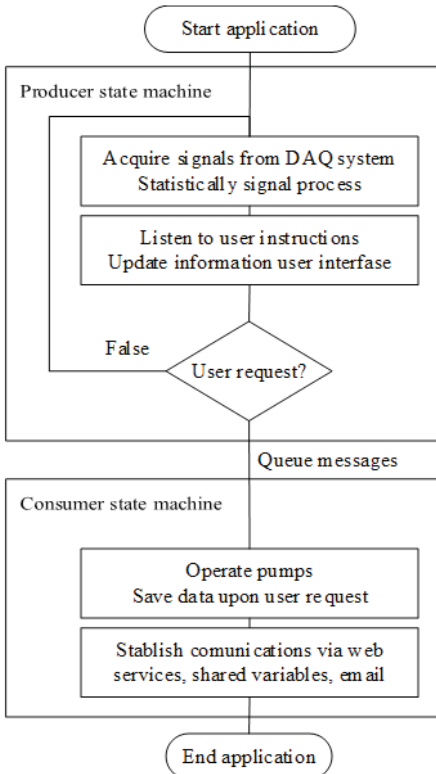 Start application
Producer state machine
Acquire signals from DAQ system
Statistically signal process
Listen to user instructions
Update information user interfase
False
User request?
Queue messages
Consumer state machine
Operate pumps
Save data upon user request
Stablish comunications via web
services, shared variables, email
End application